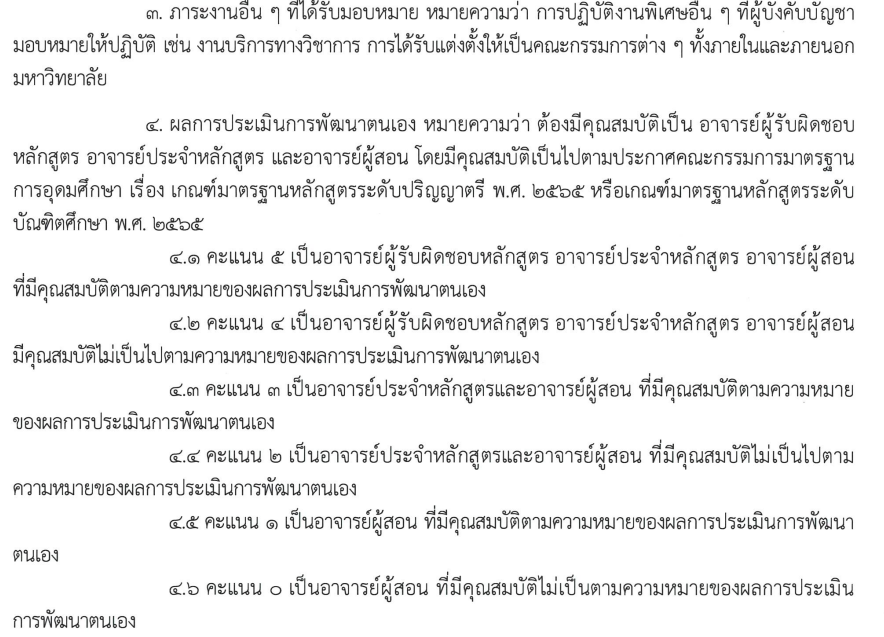 ๓. ภาระงานอื่น ๆ ที่ได้รับมอบหมาย หมายความว่า การปฏิบัติงานพิเศษอื่น ๆ ที่ผู้บังคับบัญชา
มอบหมายให้ปฏิบัติ เช่น งานบริการทางวิชาการ การได้รับแต่งตั้งให้เป็นคณะกรรมการต่าง ๆ ทั้งภายในและภายนอก
มหาวิทยาลัย
๔. ผลการประเมินการพัฒนาตนเอง หมายความว่า ต้องมีคุณสมบัติเป็น อาจารย์ผู้รับผิดชอบ
หลักสูตร อาจารย์ประจำหลักสูตร และอาจารย์ผู้สอน โดยมีคุณสมบัติเป็นไปตามประกาศคณะกรรมการมาตรฐาน
การอุดมศึกษา เรื่อง เกณฑ์มาตรฐานหลักสูตรระดับปริญญาตรี พ.ศ. ๒๕๖๕ หรือเกณฑ์มาตรฐานหลักสูตรระดับ
บัณฑิตศึกษา พ.ศ. ๒๕๖๕
๔.๑ คะแนน ๕ เป็นอาจารย์ผู้รับผิดชอบหลักสูตร อาจารย์ประจำหลักสูตร อาจารย์ผู้สอน
ที่มีคุณสมบัติตามความหมายของผลการประเมินการพัฒนาตนเอง
๔.๒ คะแนน ๔ เป็นอาจารย์ผู้รับผิดชอบหลักสูตร อาจารย์ประจำหลักสูตร อาจารย์ผู้สอน
มีคุณสมบัติไม่เป็นไปตามความหมายของผลการประเมินการพัฒนาตนเอง
๔.๓ คะแนน ๓ เป็นอาจารย์ประจำหลักสูตรและอาจารย์ผู้สอน ที่มีคุณสมบัติตามความหมาย
ของผลการประเมินการพัฒนาตนเอง
๔.๔ คะแนน ๒ เป็นอาจารย์ประจำหลักสูตรและอาจารย์ผู้สอน ที่มีคุณสมบัติไม่เป็นไปตาม
ความหมายของผลการประเมินการพัฒนาตนเอง
๔.๕ คะแนน ๑ เป็นอาจารย์ผู้สอน ที่มีคุณสมบัติตามความหมายของผลการประเมินการพัฒนา
ตนเอง
๔.๖ คะแนน ๐ เป็นอาจารย์ผู้สอน ที่มีคุณสมบัติไม่เป็นตามความหมายของผลการประเมิน
การพัฒนาตนเอง